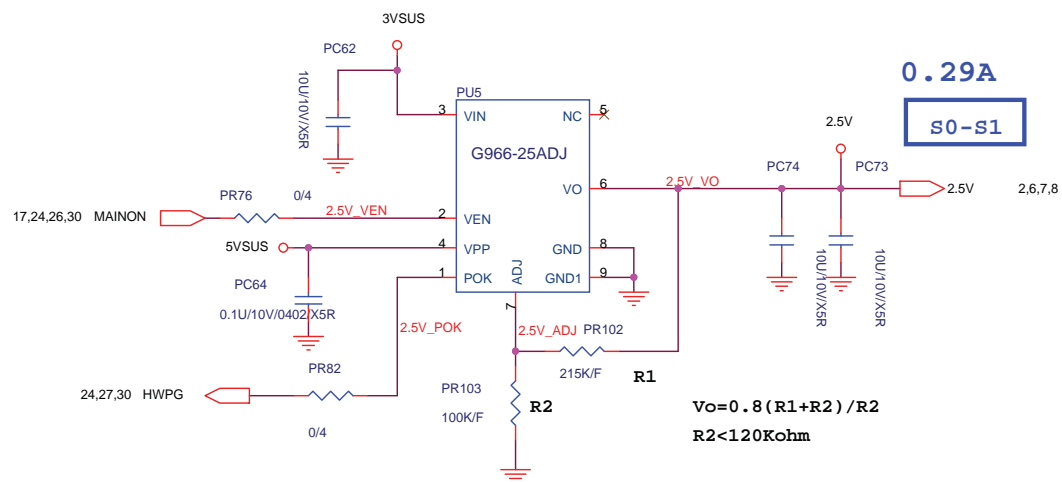 3VSUS
PC62
10U/10V/X5R
PU5
3
VIN
NC
5
G966-25ADJ
0.29A
S0-S1
2.5V
PC74
PC73
6
VO
2.5V_VO
2.5V
2,6,7,8
PR76
0/4
17,24,26,30 MAINON
2.5V_VEN
2
VEN
5VSUS
4
VPP
GND
8
1
POK
ADJ
GND1
9
10U/10V/X5R
10U/10V/X5R
PC64
0.1U/10V/0402/X5R
7
2.5V_POK
2.5V_ADJ
PR102
215K/F
R1
PR82
24,27,30 HWPG
0/4
PR103
100K/F
R2
Vo=0.8(R1+R2)/R2
R2<120Kohm